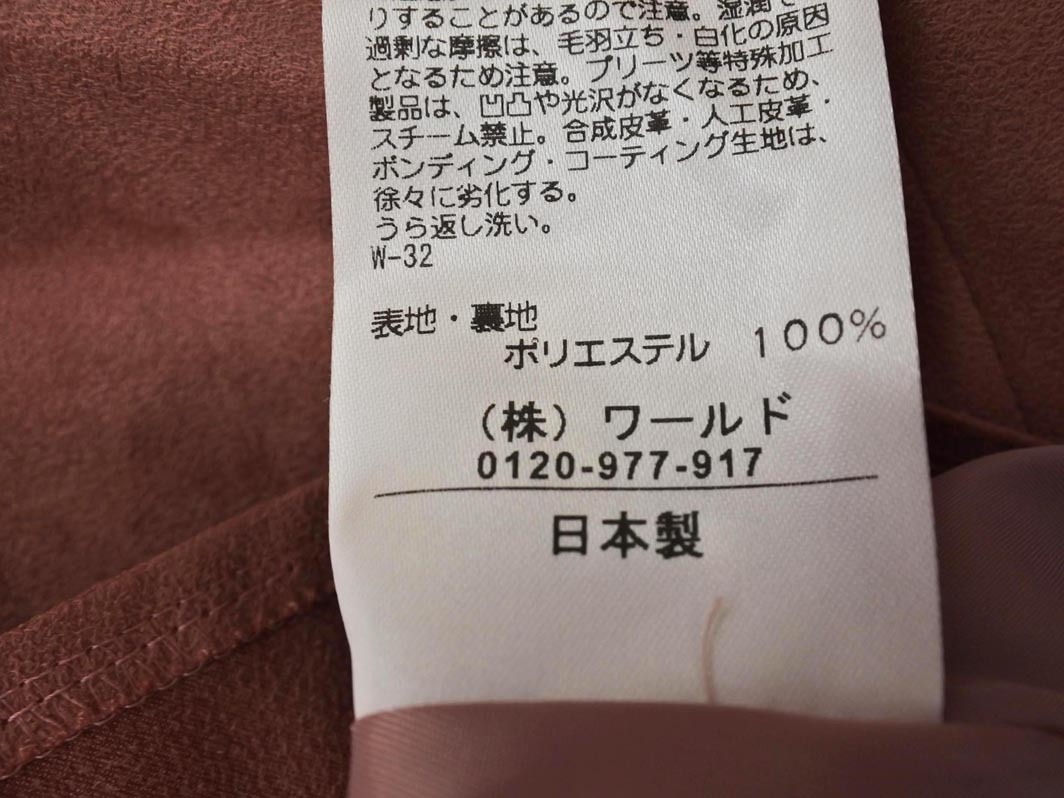 りすることがあるので注意。湿潤で
過剰な摩擦は、毛羽立ち・白化の原因
となるため注意。プリーツ等特殊加工
製品は、凹凸や光沢がなくなるため、
スチーム禁止。合成皮革・人工皮革・
ボンディング・コーティング生地は、
徐々に劣化する。
うら返し洗い。
W-32
表地・裏地
ポリエステル 100%
(株)ワールド
0120-977-917
日本製